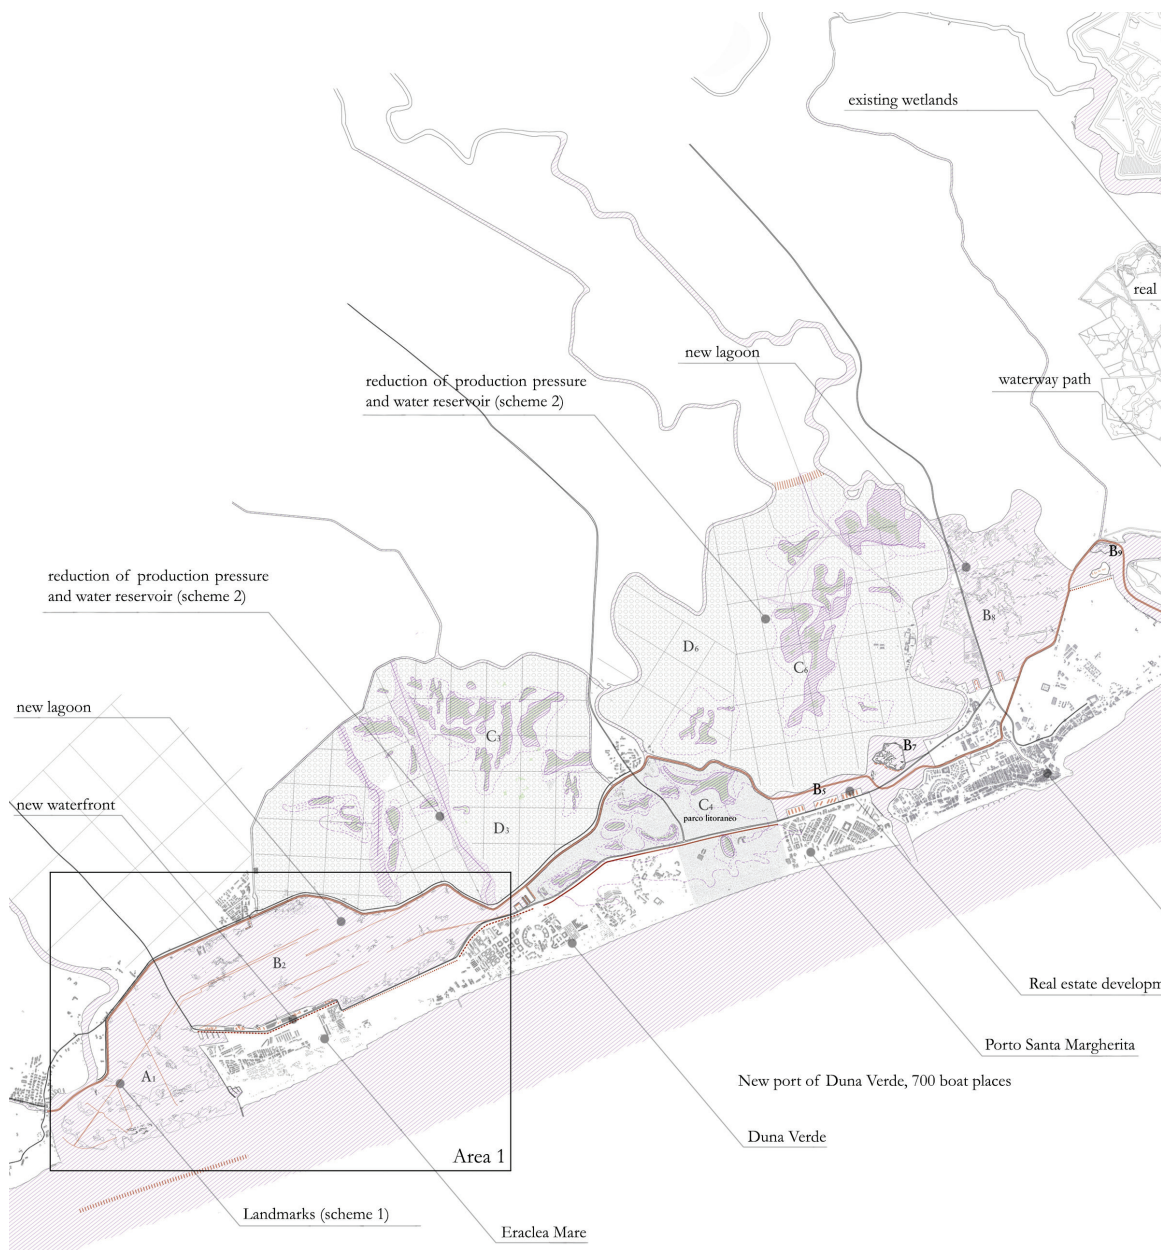 existing wetlands
real
new lagoon
waterway path
reduction of production pressure
and water reservoir (scheme 2)
B9
reduction of production pressure
and water reservoir (scheme 2)
B8
D6
C6
new lagoon
C3
B7
new waterfront
B5
C4
parco litoraneo
D3
B2
Real estate developm
Porto Santa Margherita
A1
New port of Duna Verde, 700 boat places
Duna Verde
Area 1
Landmarks (scheme 1)
Eraclea Mare